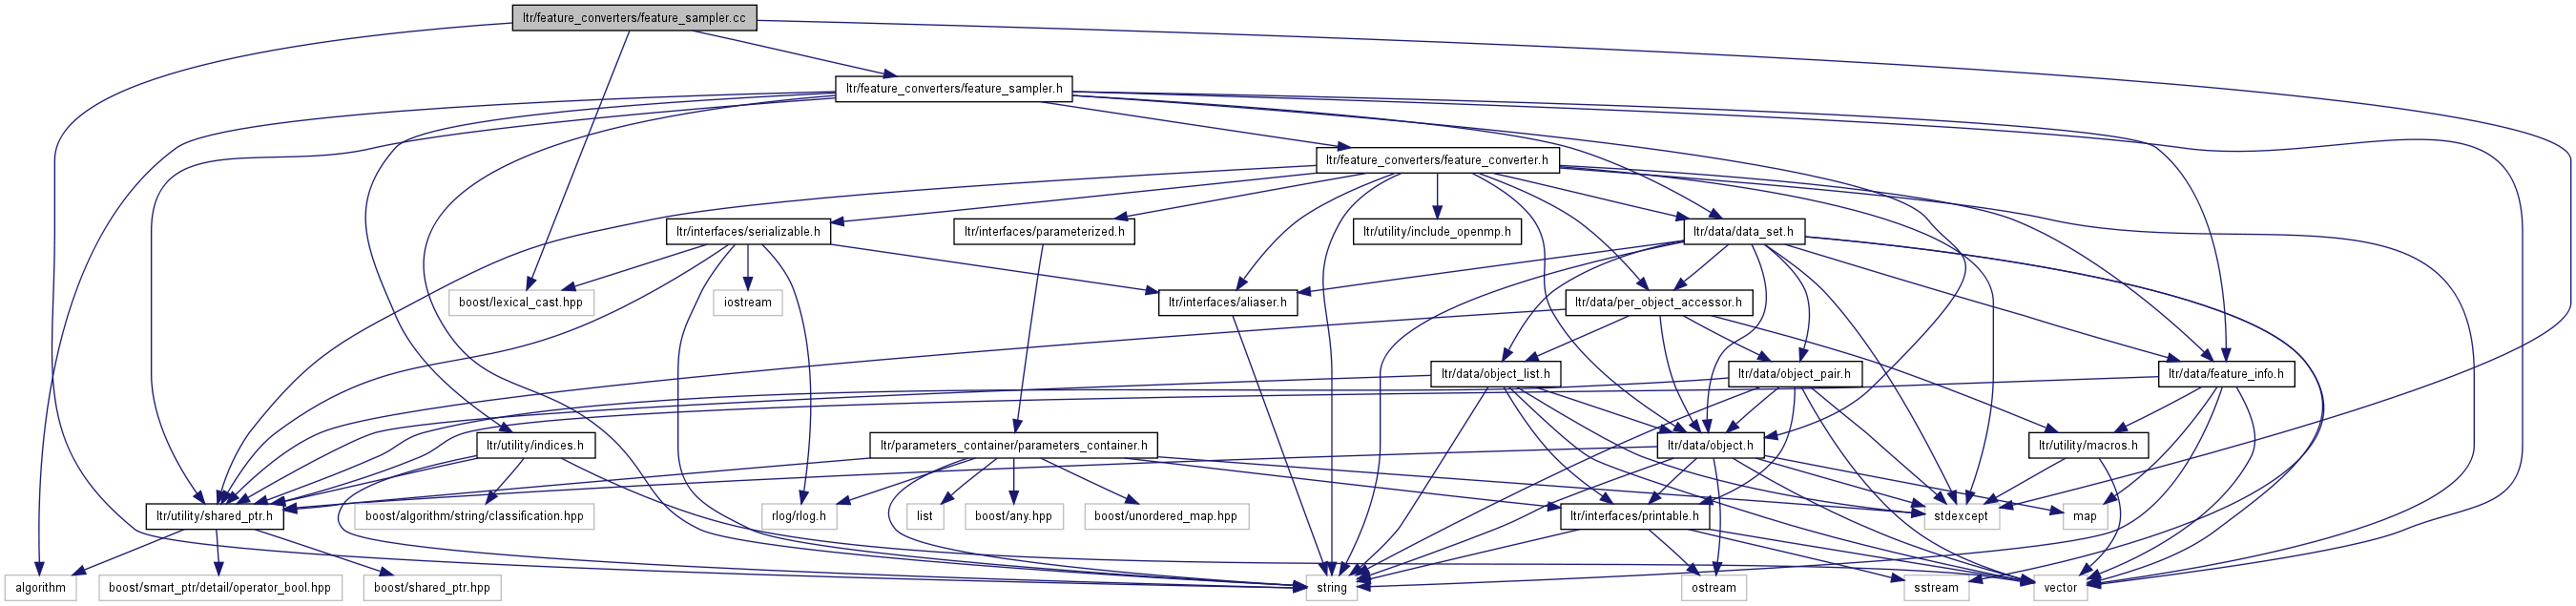 ltr/feature_converters/feature_sampler.cc
ltr/feature_converters/feature_sampler.h
ltr/feature_converters/feature_converter.h
ltr/interfaces/serializable.h
ltr/interfaces/parameterized.h
ltr/utility/include_openmp.h
ltr/data/data_set.h
boost/lexical_cast.hpp
iostream
ltr/interfaces/aliaser.h
ltr/data/per_object_accessor.h
ltr/data/object_list.h
ltr/data/object_pair.h
ltr/data/feature_info.h
ltr/utility/indices.h
ltr/parameters_container/parameters_container.h
ltr/data/object.h
ltr/utility/macros.h
ltr/utility/shared_ptr.h
boost/algorithm/string/classification.hpp
rlog/rlog.h
list
boost/any.hpp
boost/unordered_map.hpp
ltr/interfaces/printable.h
stdexcept
map
algorithm
boost/smart_ptr/detail/operator_bool.hpp
boost/shared_ptr.hpp
string
ostream
sstream
vector